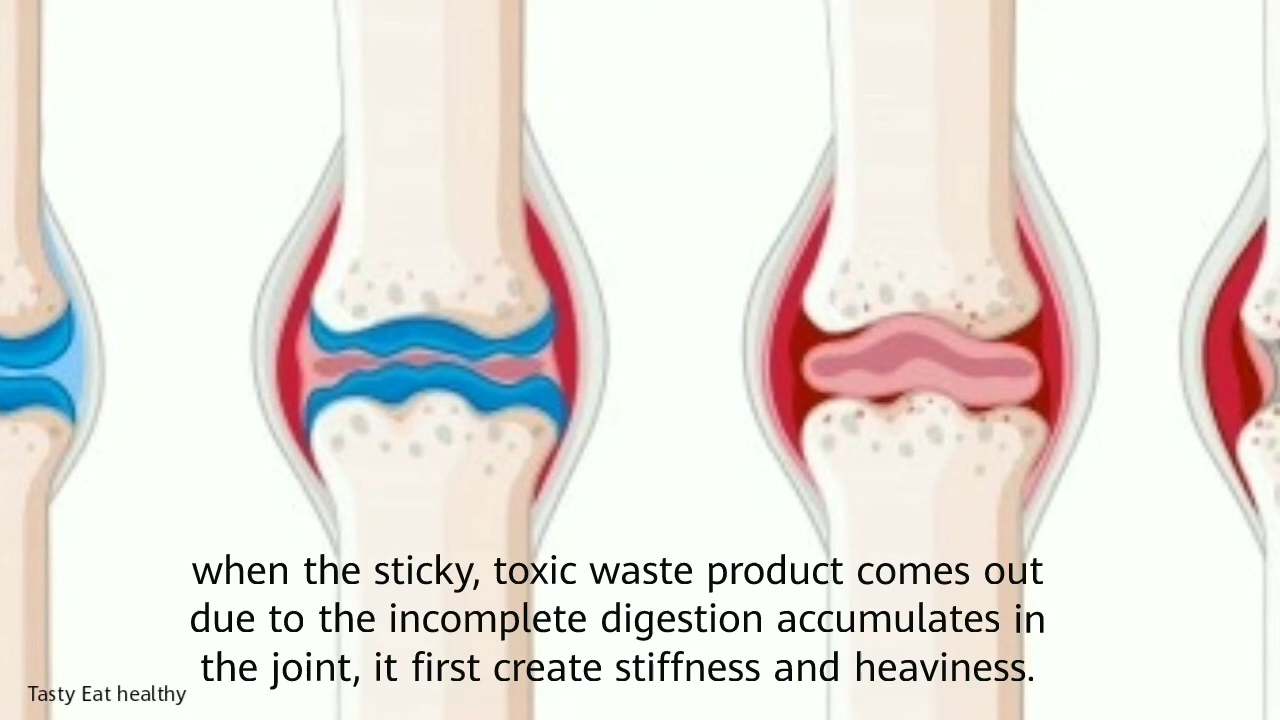 when the sticky, toxic waste product comes out
due to the incomplete digestion accumulates in
the joint, it first create stiffness and heaviness.
Tasty Eat healthy